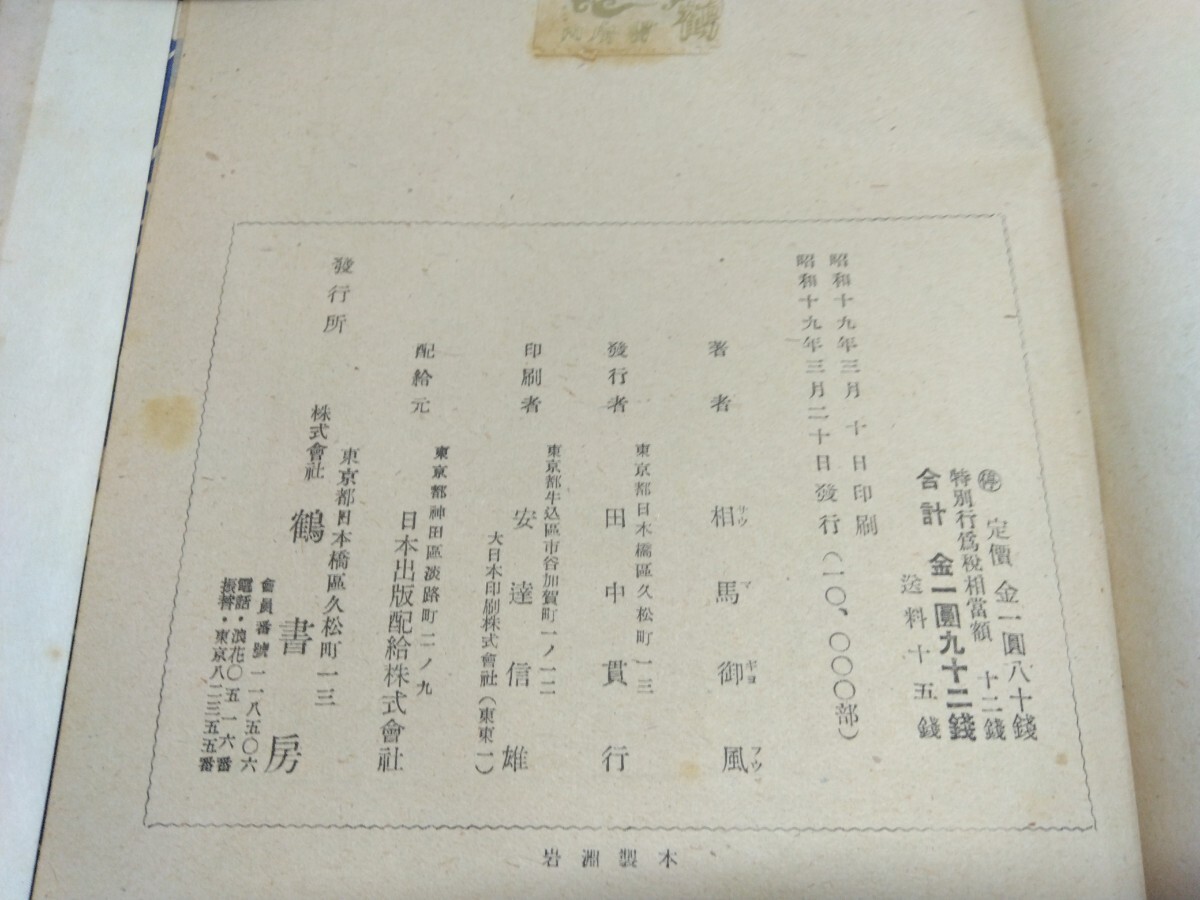 鶴
㊡ 定價 金一圓八十錢
特別行爲稅相當額 十二錢
合計 金一圓九十二錢
送料十五錢
昭和十九年三月 十日印刷
昭和十九年三月二十日發行(一〇、〇〇〇部)
著者 相馬御風
サウ マ ギヨ フウ
發行者 東京都日本橋區久松町一三
田中貫行
印刷者 東京都牛込區市谷加賀町一ノ一二
安達信雄
大日本印刷株式會社(東東一)
配給元 東京都神田區淡路町二ノ九
日本出版配給株式會社
發行所 東京都日本橋區久松町一三
株式會社 鶴書房
會員番號一一八五〇六
電話・浪花〇五一六番
振替・東京八二三五五番
岩淵製本